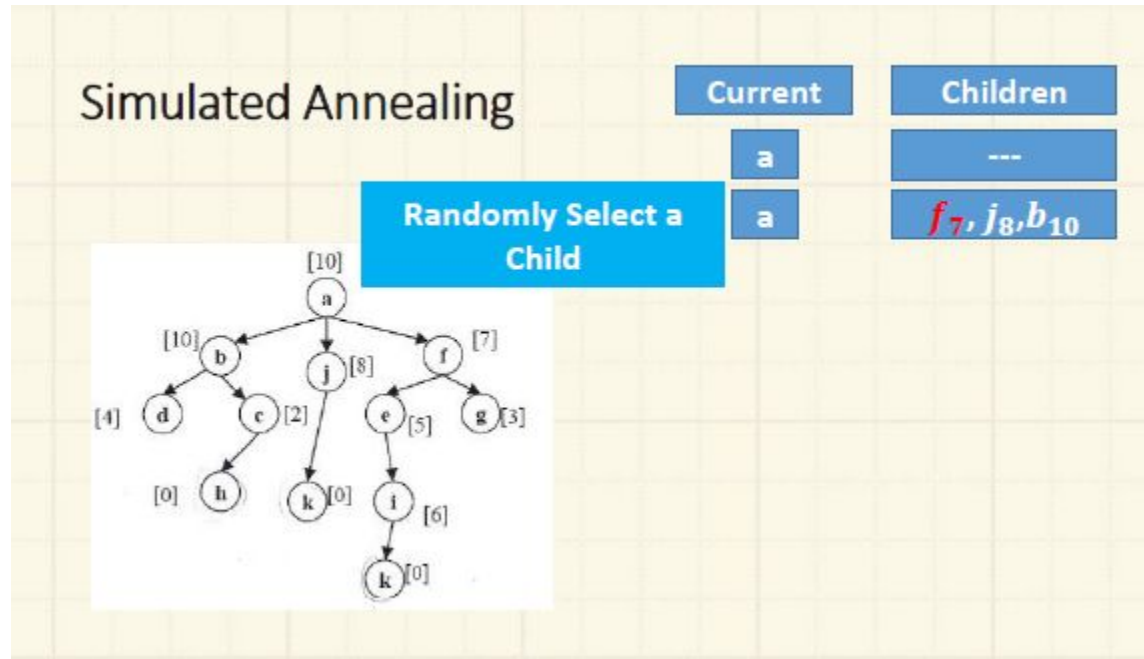 Simulated Annealing
Current
Children
a
---
Randomly Select a
Child
a
f7, j8,b10
[10]
a
[10]
b
j
[8]
f
[7]
[4]
d
c
[2]
e
[5]
g
[3]
[0]
h
k
[0]
i
[6]
k
[0]